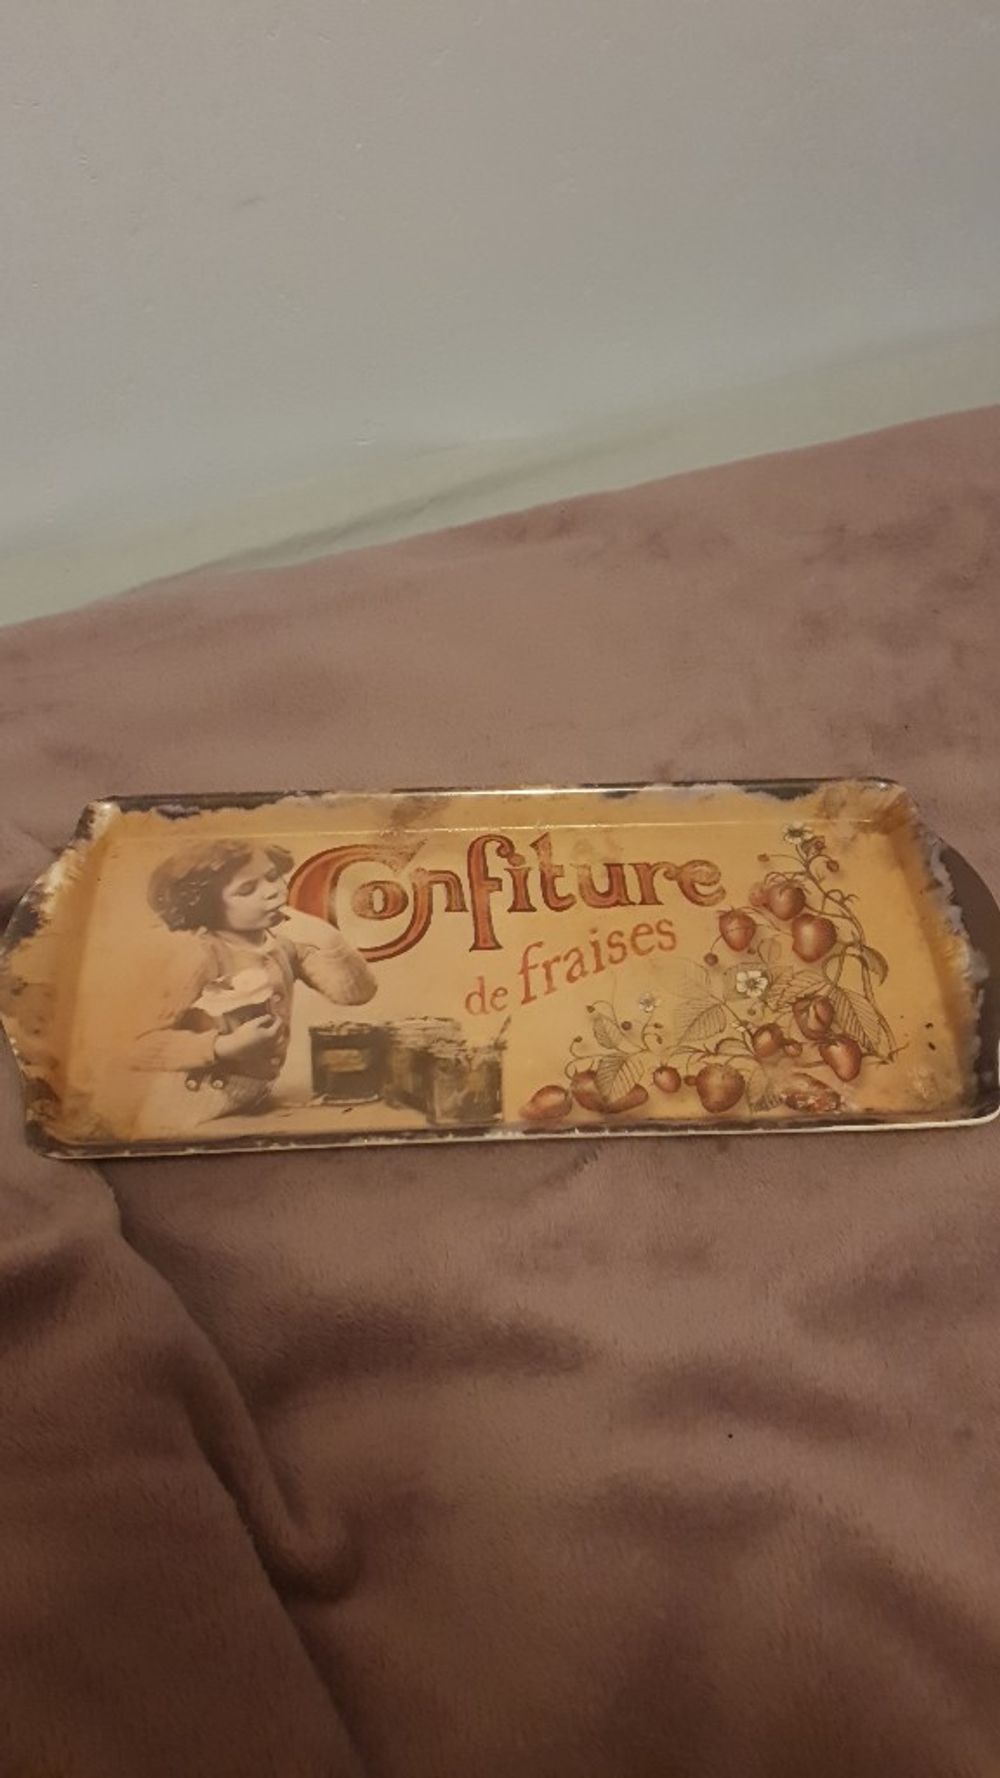 Confiture
de fraises